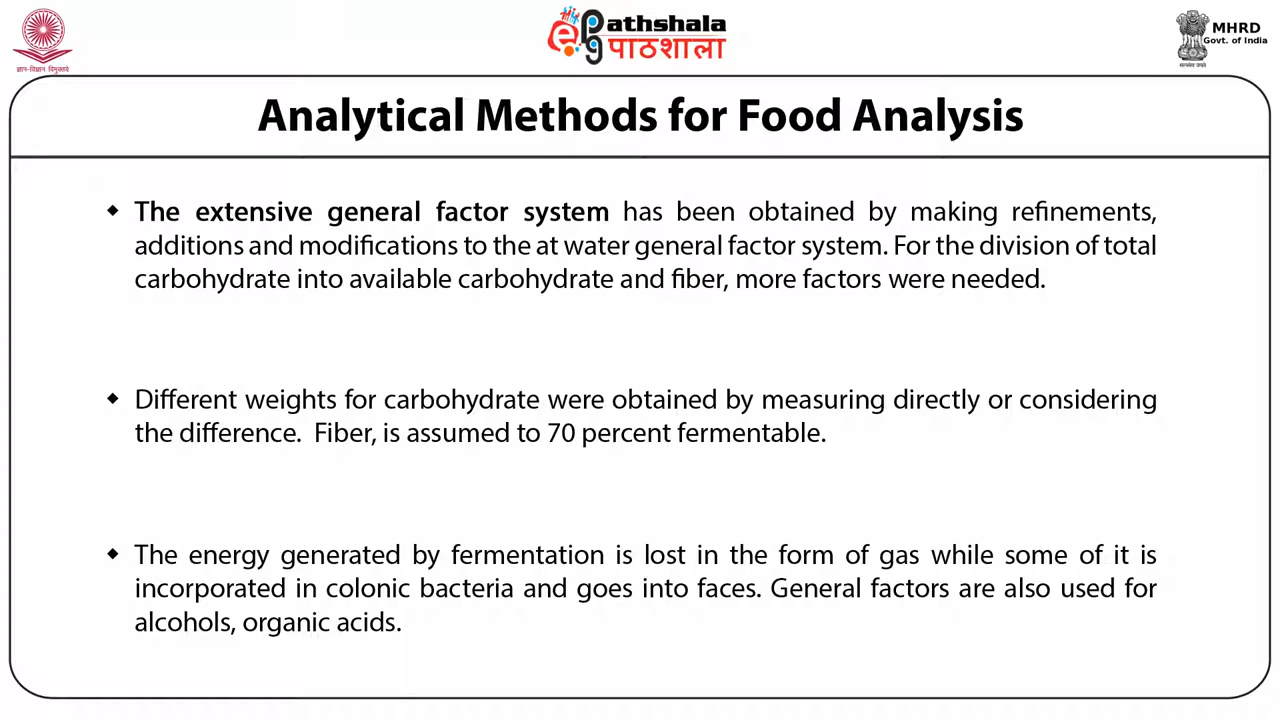 ज्ञान-विज्ञान विमुक्तये
ePathshala
पाठशाला
MHRD
Govt. of India
सत्यमेव जयते
Analytical Methods for Food Analysis
The extensive general factor system has been obtained by making refinements,
additions and modifications to the at water general factor system. For the division of total
carbohydrate into available carbohydrate and fiber, more factors were needed.
Different weights for carbohydrate were obtained by measuring directly or considering
the difference.  Fiber, is assumed to 70 percent fermentable.
The energy generated by fermentation is lost in the form of gas while some of it is
incorporated in colonic bacteria and goes into faces. General factors are also used for
alcohols, organic acids.